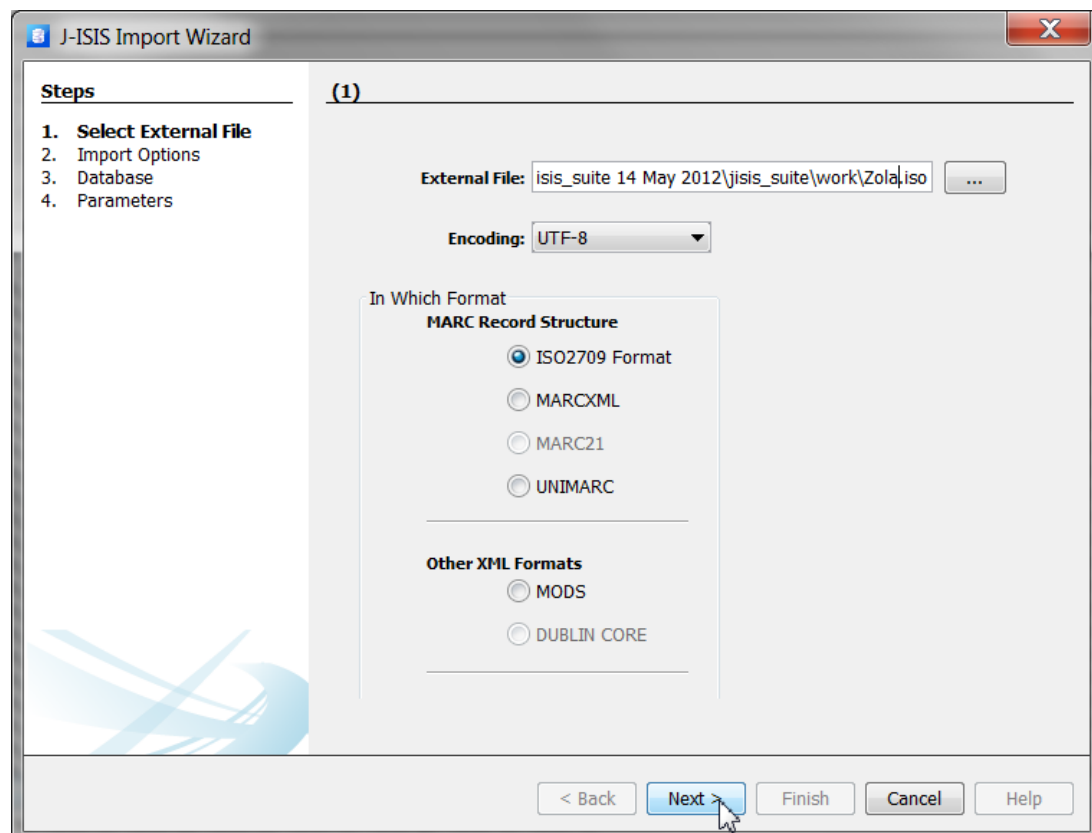 J-ISIS Import Wizard
Steps
1. Select External File
2. Import Options
3. Database
4. Parameters
(1)
External File: isis_suite 14 May 2012\jisis_suite\work\Zola.iso ...
Encoding: UTF-8
In Which Format
MARC Record Structure
ISO2709 Format
MARCXML
MARC21
UNIMARC
Other XML Formats
MODS
DUBLIN CORE
< Back Next > Finish Cancel Help